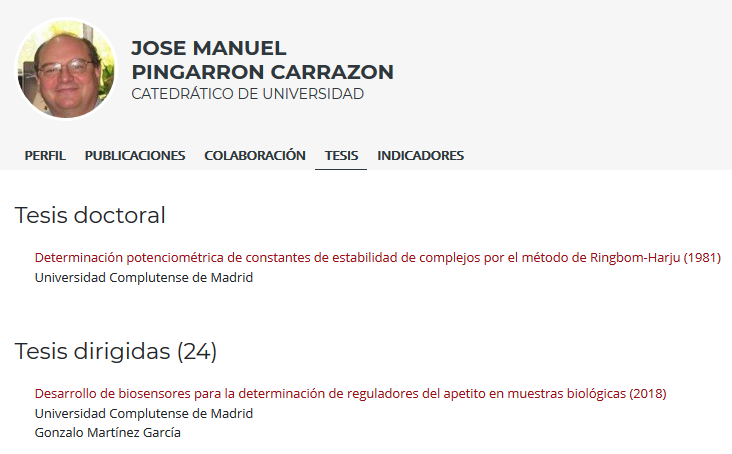 JOSE MANUEL
PINGARRON CARRAZON
CATEDRÁTICO DE UNIVERSIDAD
PERFIL PUBLICACIONES COLABORACIÓN TESIS INDICADORES
Tesis doctoral
Determinación potenciométrica de constantes de estabilidad de complejos por el método de Ringbom-Harju (1981)
Universidad Complutense de Madrid
Tesis dirigidas (24)
Desarrollo de biosensores para la determinación de reguladores del apetito en muestras biológicas (2018)
Universidad Complutense de Madrid
Gonzalo Martínez García